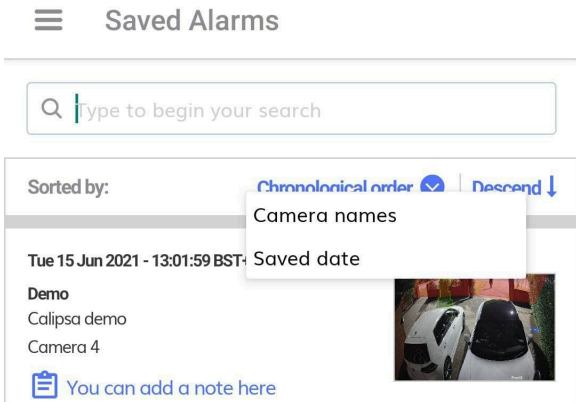 Saved Alarms
Type to begin your search
Sorted by:
Chronological order
Descend
Camera names
Saved date
Tue 15 Jun 2021 - 13:01:59 BST+
Demo
Calipsa demo
Camera 4
You can add a note here